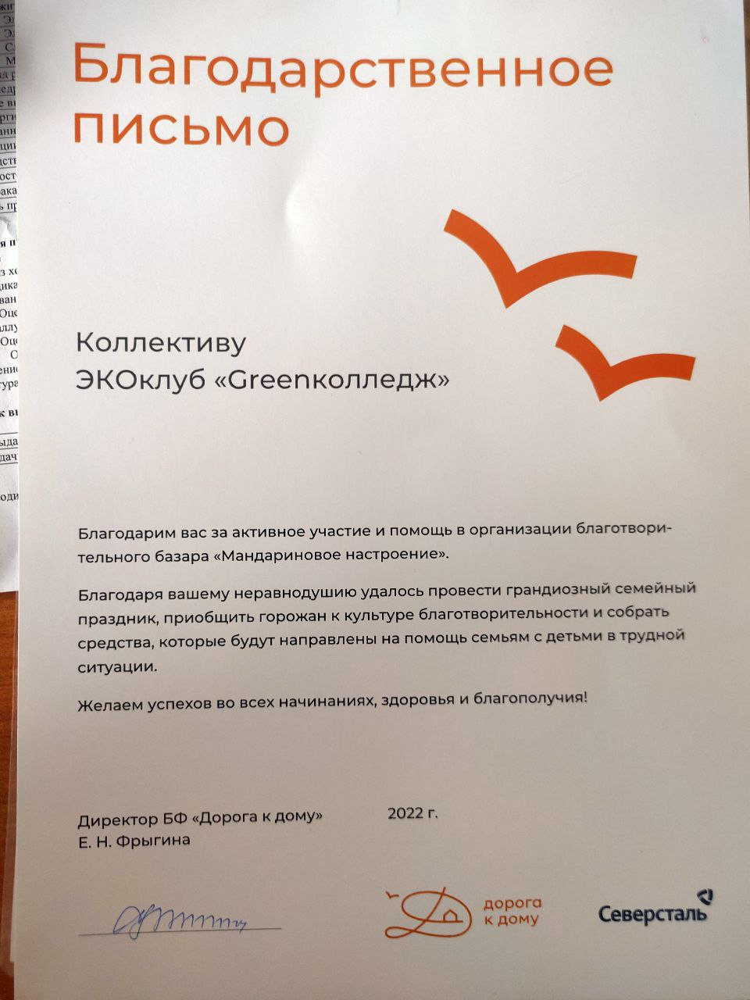 Благодарственное
письмо
Коллективу
ЭКОклуб «Greenколледж»
Благодарим вас за активное участие и помощь в организации благотвори-
тельного базара «Мандариновое настроение».
Благодаря вашему неравнодушию удалось провести грандиозный семейный
праздник, приобщить горожан к культуре благотворительности и собрать
средства, которые будут направлены на помощь семьям с детьми в трудной
ситуации.
Желаем успехов во всех начинаниях, здоровья и благополучия!
Директор БФ «Дорога к дому»
Е. Н. Фрыгина
2022 г.
дорога
к дому
Северсталь